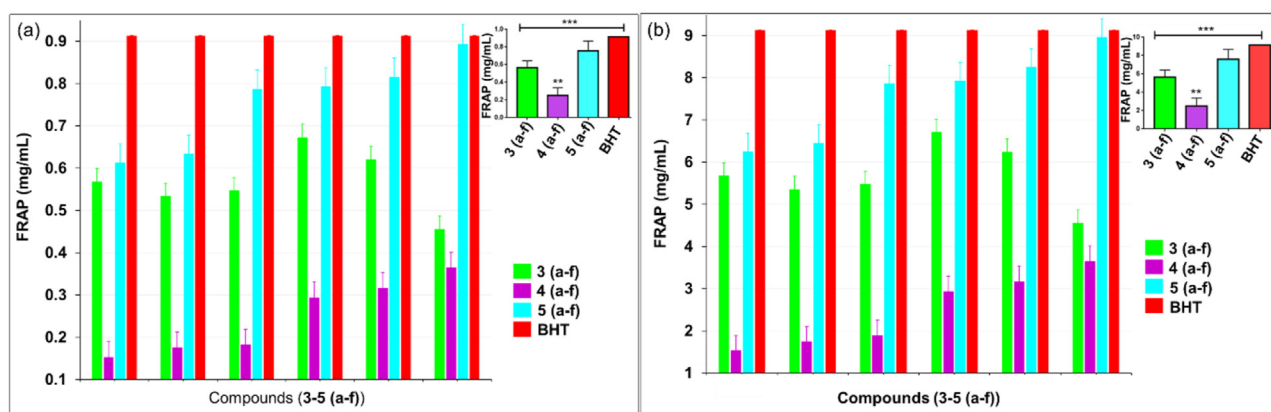 (a)
FRAP (mg/mL)
0.9
0.8
0.7
0.6
0.5
0.4
0.3
0.2
0.1
Compounds (3-5 (a-f))
3 (a-f)
4 (a-f)
5 (a-f)
BHT
FRAP (mg/mL)
1.0
0.8
0.6
0.4
0.2
0.0
***
**
3 (a-f)
4 (a-f)
5 (a-f)
BHT
(b)
FRAP (mg/mL)
9
8
7
6
5
4
3
2
1
Compounds (3-5 (a-f))
3 (a-f)
4 (a-f)
5 (a-f)
BHT
FRAP (mg/mL)
10
8
6
4
2
0
***
**
3 (a-f)
4 (a-f)
5 (a-f)
BHT